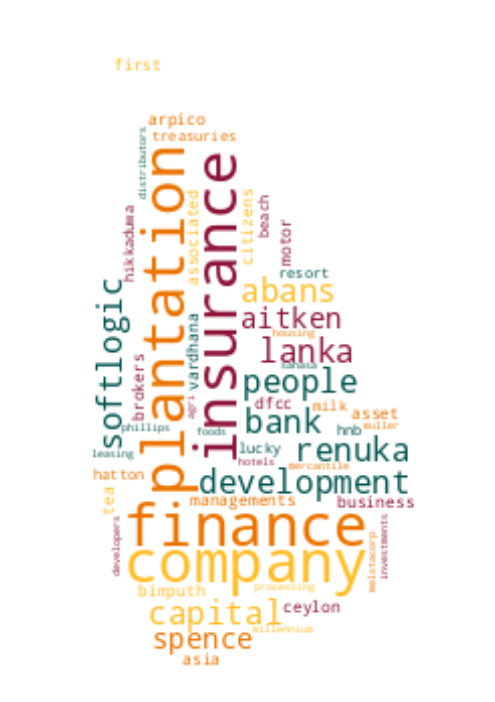 first
arpico
treasuries
distributors
plantation
insurance
associated
citizens
beach
motor
hikkaduwa
resort
softlogic
abans
vardhana
aitken
housing
lanka
brokers
sanasa
people
agri
dfcc
milk
asset
bank
phillips
foods
hnb
muller
leasing
lucky
renuka
hotels
mercantile
hatton
development
tea
managements
business
finance
developers
company
melstacorp
investments
bimputh
processing
capital
ceylon
millennium
spence
asia